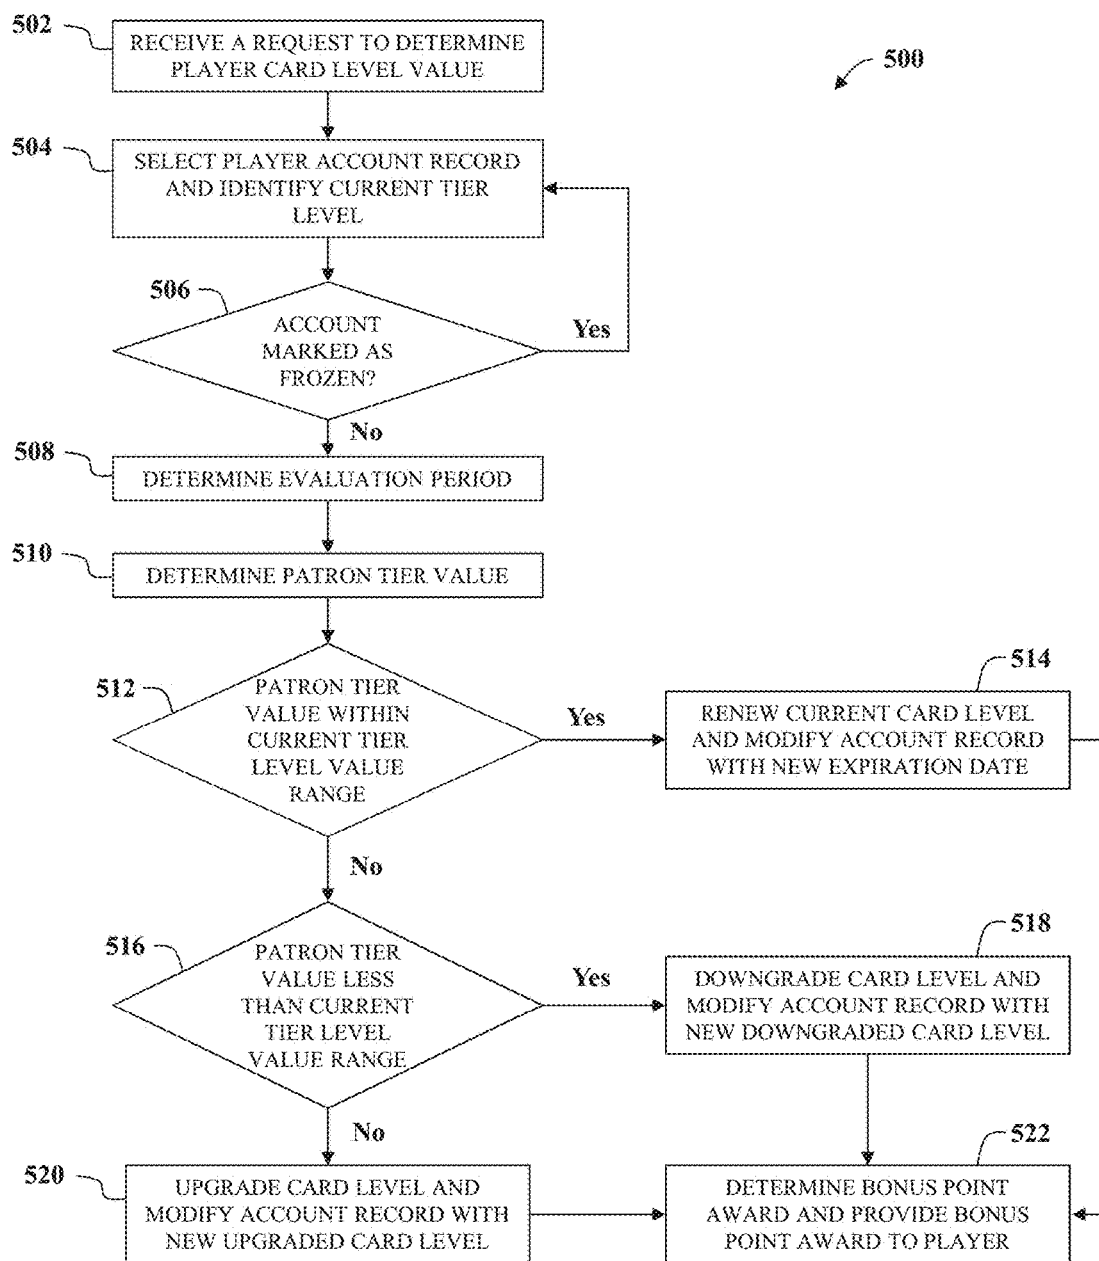 502
RECEIVE A REQUEST TO DETERMINE
PLAYER CARD LEVEL VALUE
500
504
SELECT PLAYER ACCOUNT RECORD
AND IDENTIFY CURRENT TIER
LEVEL
506
ACCOUNT
MARKED AS
FROZEN?
Yes
No
508
DETERMINE EVALUATION PERIOD
510
DETERMINE PATRON TIER VALUE
512
PATRON TIER
VALUE WITHIN
CURRENT TIER
LEVEL VALUE
RANGE
Yes
514
RENEW CURRENT CARD LEVEL
AND MODIFY ACCOUNT RECORD
WITH NEW EXPIRATION DATE
No
516
PATRON TIER
VALUE LESS
THAN CURRENT
TIER LEVEL
VALUE RANGE
Yes
518
DOWNGRADE CARD LEVEL AND
MODIFY ACCOUNT RECORD WITH
NEW DOWNGRADED CARD LEVEL
No
520
UPGRADE CARD LEVEL AND
MODIFY ACCOUNT RECORD WITH
NEW UPGRADED CARD LEVEL
522
DETERMINE BONUS POINT
AWARD AND PROVIDE BONUS
POINT AWARD TO PLAYER